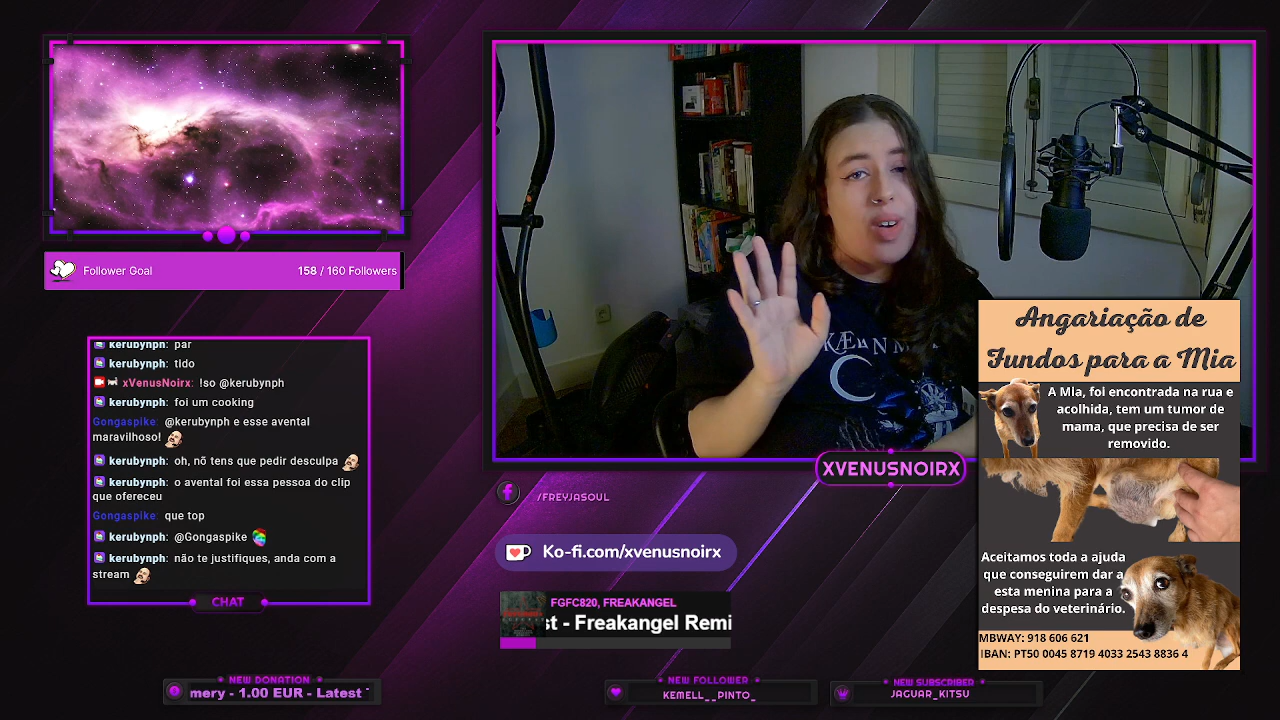 Follower Goal
158 / 160 Followers
kerubynph: par
kerubynph: tido
xVenusNoirx: !so @kerubynph
kerubynph: foi um cooking
Gongaspike: @kerubynph e esse avental
maravilhoso!
kerubynph: oh, nõ tens que pedir desculpa
kerubynph: o avental foi essa pessoa do clip
que ofereceu
Gongaspike: que top
kerubynph: @Gongaspike
kerubynph: não te justifiques, anda com a
stream
CHAT
XVENUSNOIRX
/FREYJASOUL
Ko-fi.com/xvenusnoirx
FGFC820, FREAKANGEL
st - Freakangel Remi
Angariação de
Fundos para a Mia
A MIa, foi encontrada na rua e
acolhida, tem um tumor de
mama, que precisa de ser
removido.
Aceitamos toda a ajuda
que conseguirem dar a
esta menina para a
despesa do veterinário.
MBWAY: 918 606 621
IBAN: PT50 0045 8719 4033 2543 8836 4
NEW DONATION
mery - 1.00 EUR - Latest
NEW FOLLOWER
KEMELL__PINTO_
NEW SUBSCRIBER
JAGUAR_KITSU